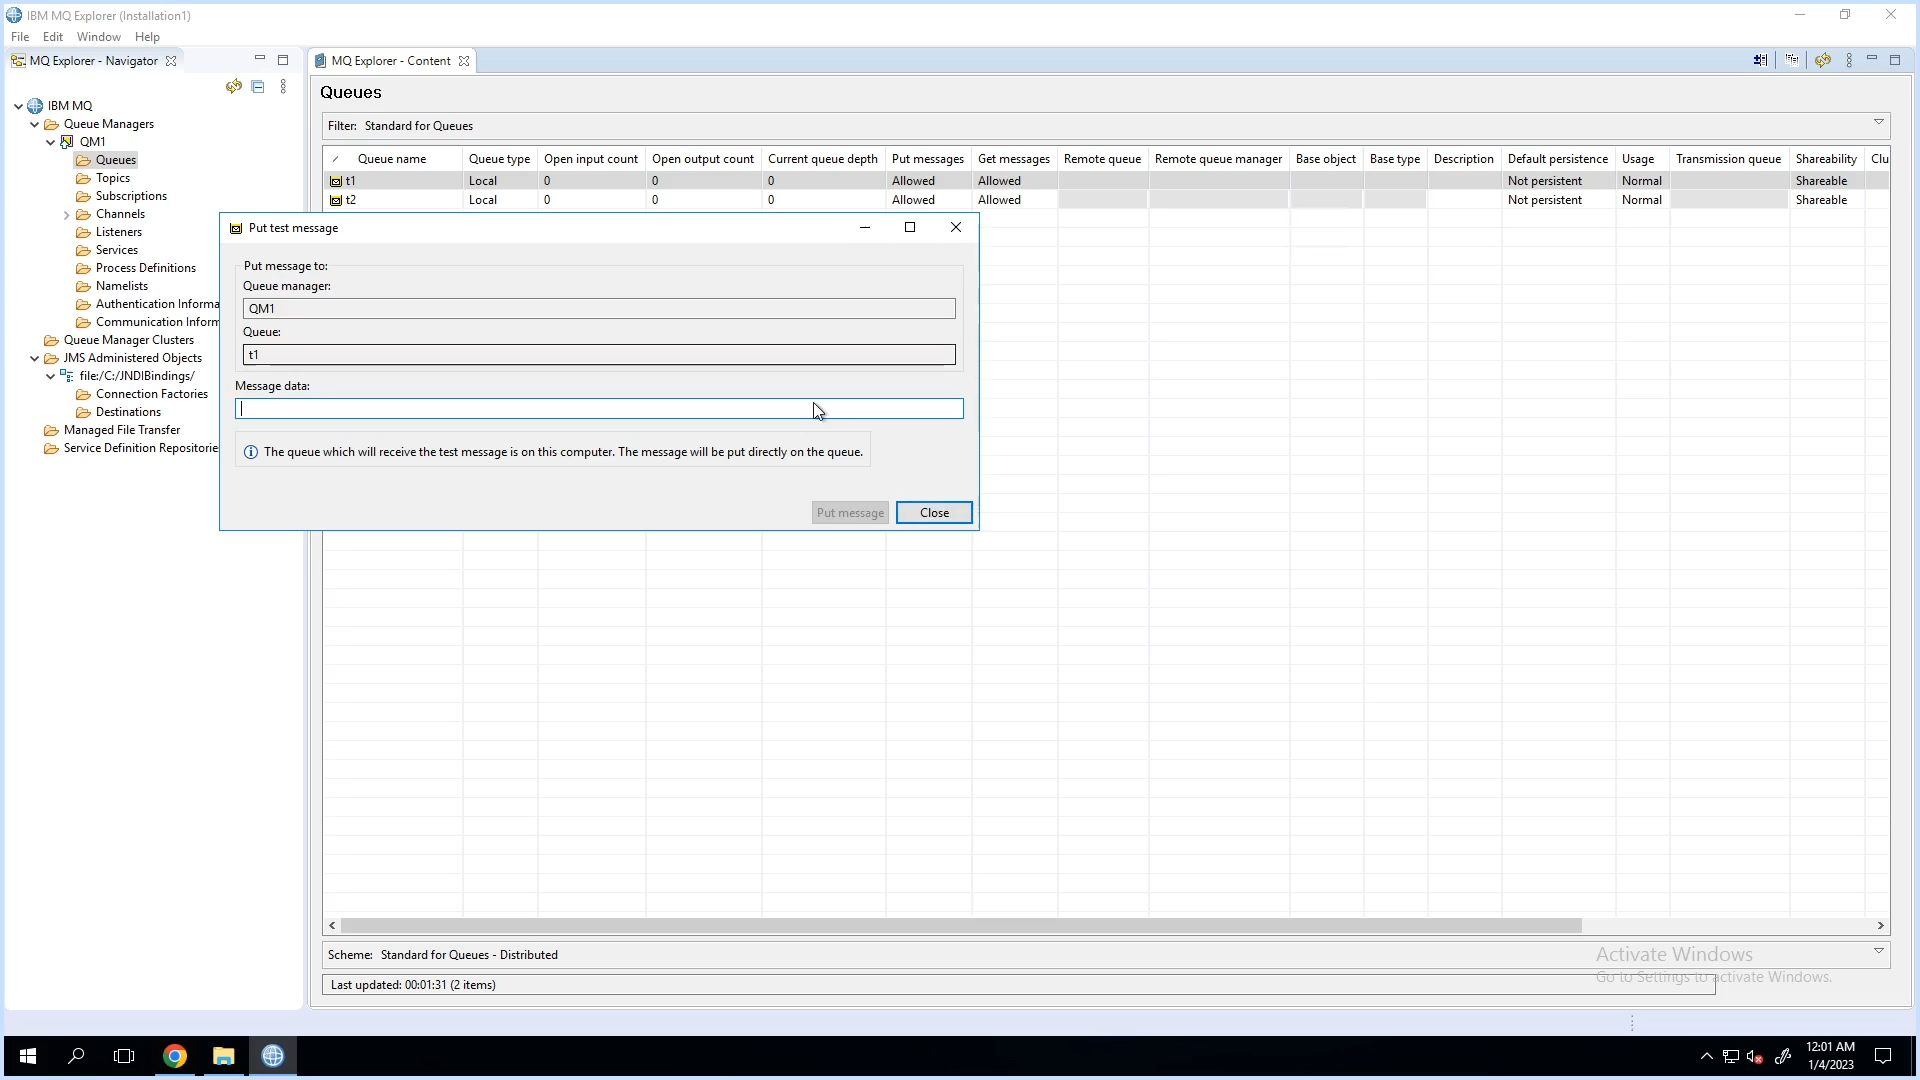 IBM MQ Explorer (Installation1)
File Edit Window Help
MQ Explorer - Navigator
MQ Explorer - Content
IBM MQ
Queue Managers
QM1
Queues
Topics
Subscriptions
Channels
Listeners
Services
Process Definitions
Namelists
Authentication Informa
Communication Inform
Queue Manager Clusters
JMS Administered Objects
file:/C:/JNDIBindings/
Connection Factories
Destinations
Managed File Transfer
Service Definition Repositorie
Queues
Filter: Standard for Queues
Queue name Queue type Open input count Open output count Current queue depth Put messages Get messages Remote queue Remote queue manager Base object Base type Description Default persistence Usage Transmission queue Shareability Clu
t1 Local 0 0 0 Allowed Allowed Not persistent Normal Shareable
t2 Local 0 0 0 Allowed Allowed Not persistent Normal Shareable
Put test message
Put message to:
Queue manager:
QM1
Queue:
t1
Message data:
The queue which will receive the test message is on this computer. The message will be put directly on the queue.
Put message Close
Scheme: Standard for Queues - Distributed
Last updated: 00:01:31 (2 items)
Activate Windows
Go to Settings to activate Windows.
12:01 AM
1/4/2023